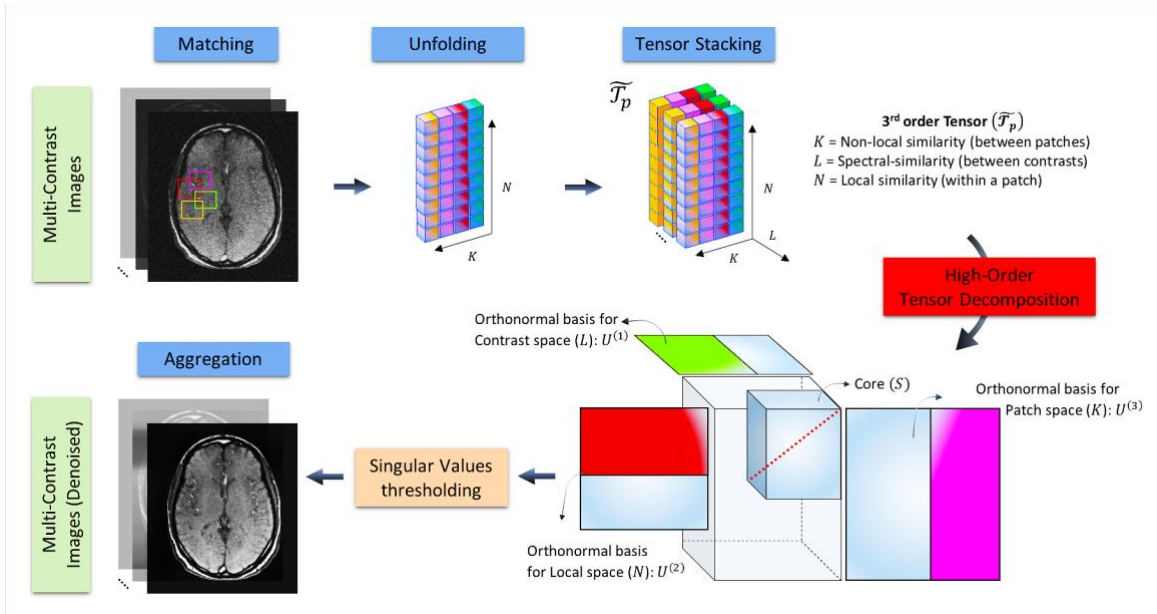 Matching
Unfolding
Tensor Stacking
Multi-Contrast
Images
N
K
𝒯̃p
N
L
K
3rd order Tensor (𝒯̃p)
K = Non-local similarity (between patches)
L = Spectral-similarity (between contrasts)
N = Local similarity (within a patch)
High-Order
Tensor Decomposition
Orthonormal basis for
Contrast space (L): U(1)
Core (S)
Orthonormal basis for
Patch space (K): U(3)
Orthonormal basis
for Local space (N): U(2)
Singular Values
thresholding
Aggregation
Multi-Contrast
Images (Denoised)